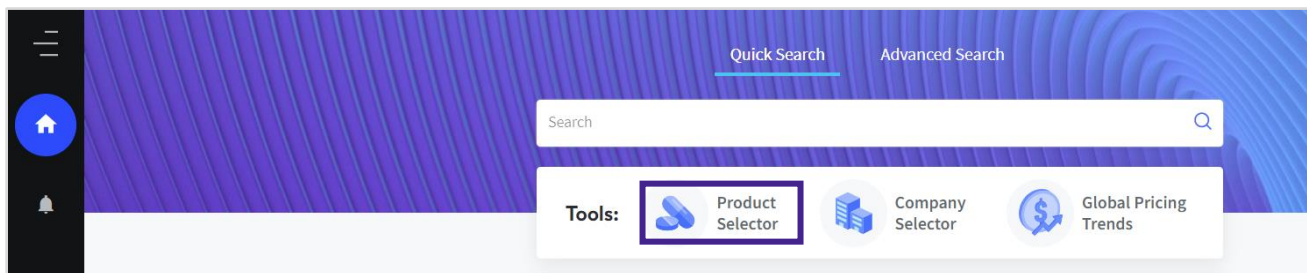 Quick Search
Advanced Search
Search
Tools:
Product
Selector
Company
Selector
Global Pricing
Trends